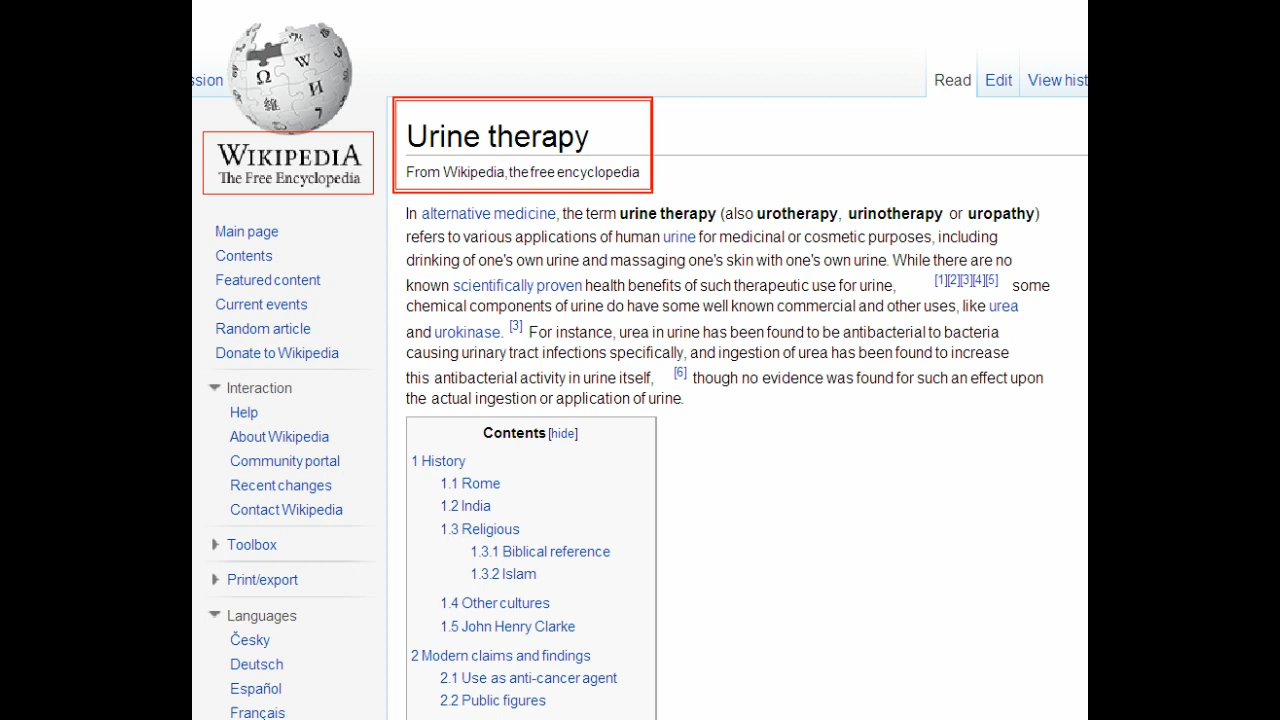 ssion
Read Edit View hist
WIKIPEDIA
The Free Encyclopedia
Main page
Contents
Featured content
Current events
Random article
Donate to Wikipedia
Interaction
Help
About Wikipedia
Community portal
Recent changes
Contact Wikipedia
Toolbox
Print/export
Languages
Česky
Deutsch
Español
Français
Urine therapy
From Wikipedia, the free encyclopedia
In alternative medicine, the term urine therapy (also urotherapy, urinotherapy or uropathy)
refers to various applications of human urine for medicinal or cosmetic purposes, including
drinking of one's own urine and massaging one's skin with one's own urine. While there are no
known scientifically proven health benefits of such therapeutic use for urine, [1][2][3][4][5] some
chemical components of urine do have some well known commercial and other uses, like urea
and urokinase. [3] For instance, urea in urine has been found to be antibacterial to bacteria
causing urinary tract infections specifically, and ingestion of urea has been found to increase
this antibacterial activity in urine itself, [6] though no evidence was found for such an effect upon
the actual ingestion or application of urine.
Contents [hide]
1 History
1.1 Rome
1.2 India
1.3 Religious
1.3.1 Biblical reference
1.3.2 Islam
1.4 Other cultures
1.5 John Henry Clarke
2 Modern claims and findings
2.1 Use as anti-cancer agent
2.2 Public figures